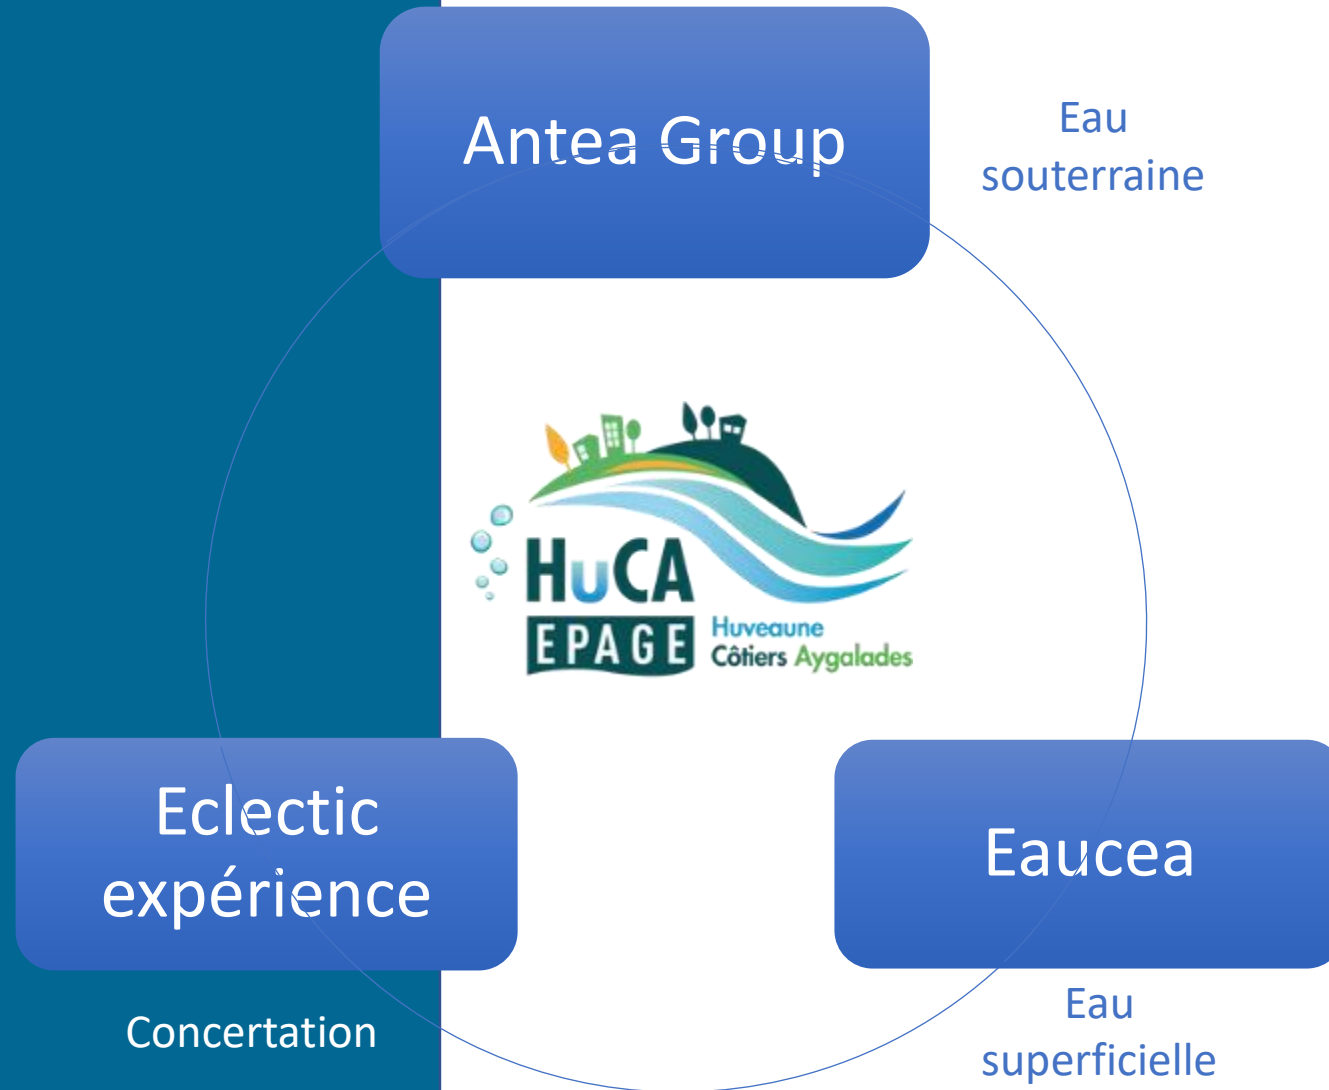 Antea Group
Eau
souterraine
HuCA
EPAGE
Huveaune
Côtiers Aygalades
Eclectic
expérience
Concertation
Eaucea
Eau
superficielle